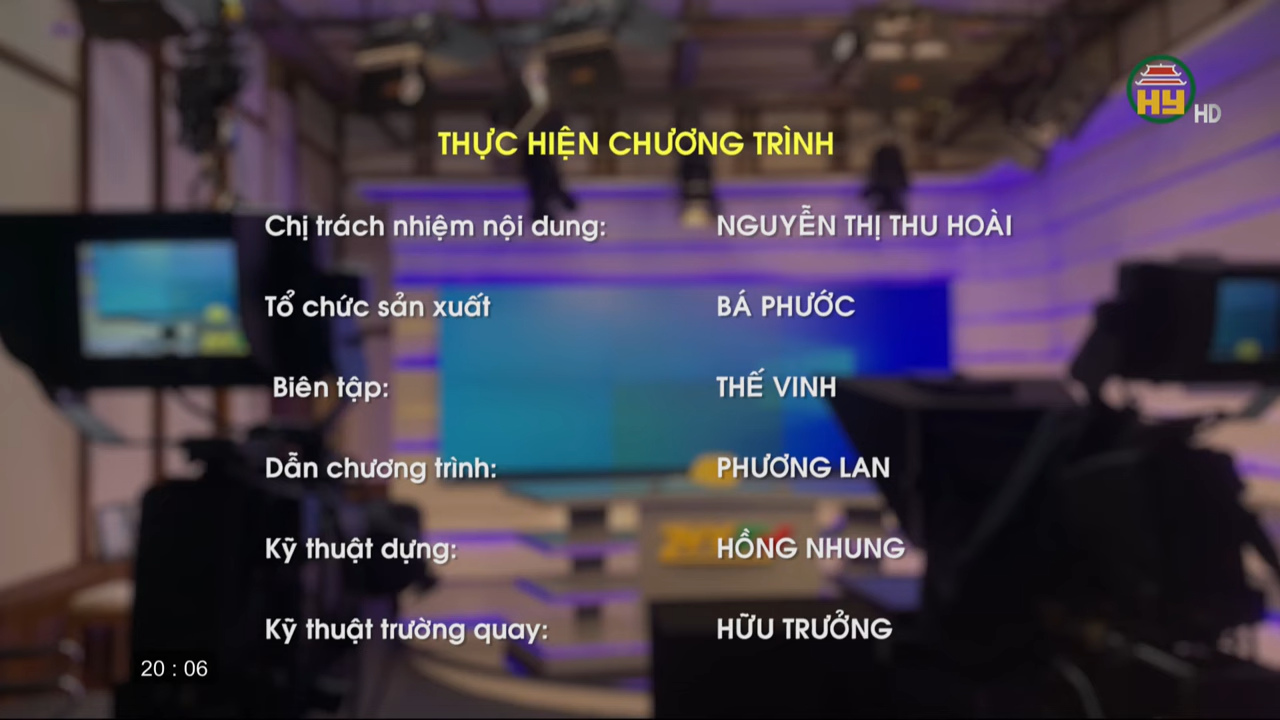 HY HD
THỰC HIỆN CHƯƠNG TRÌNH
Chị trách nhiệm nội dung: NGUYỄN THỊ THU HOÀI
Tổ chức sản xuất BÁ PHƯỚC
Biên tập: THẾ VINH
Dẫn chương trình: PHƯƠNG LAN
Kỹ thuật dựng: HỒNG NHUNG
Kỹ thuật trường quay: HỮU TRƯỞNG
20 : 06